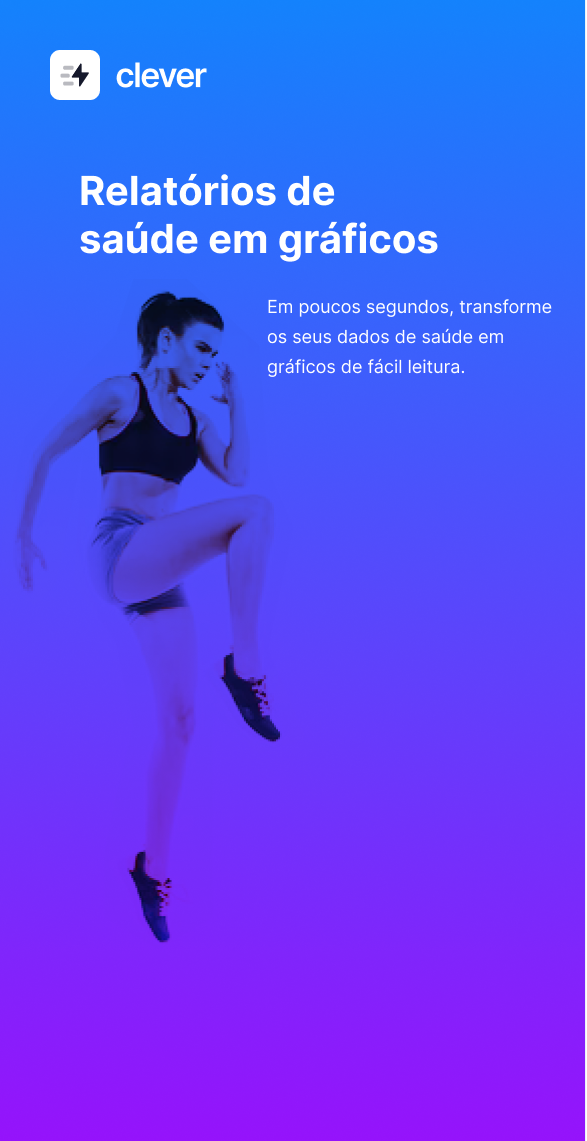 clever
Relatórios de
saúde em gráficos
Em poucos segundos, transforme
os seus dados de saúde em
gráficos de fácil leitura.